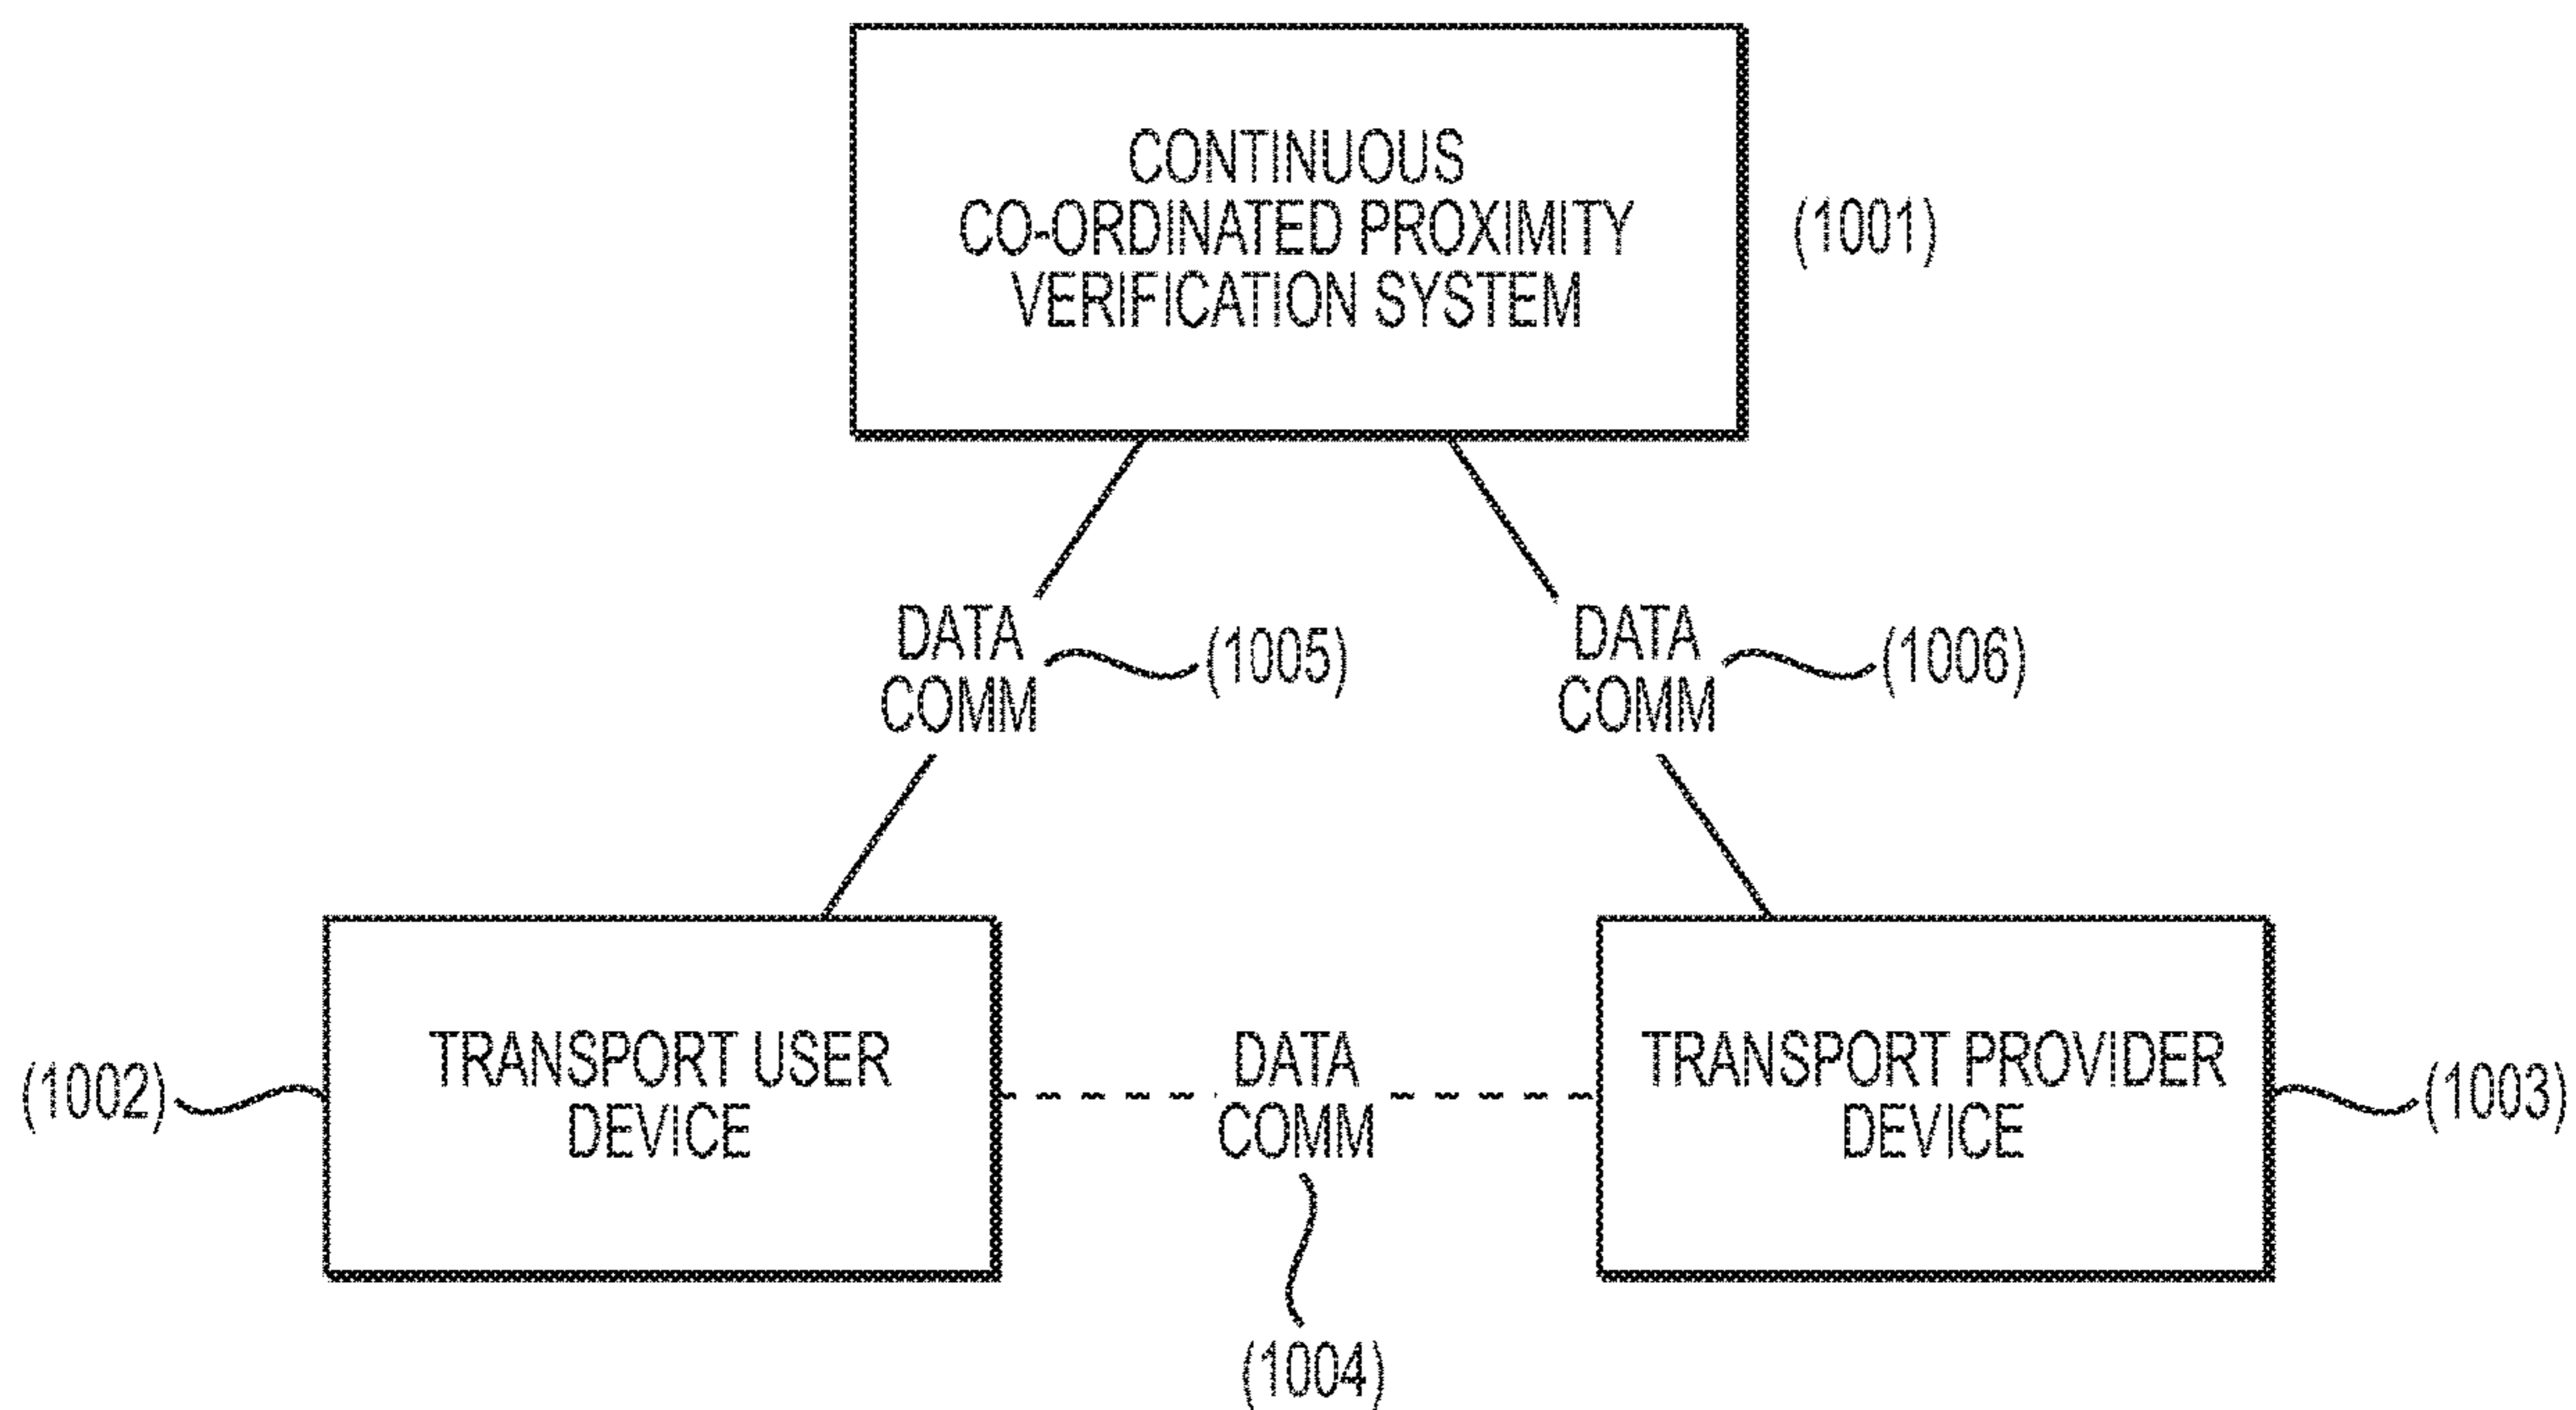 CONTINUOUS
CO-ORDINATED PROXIMITY
VERIFICATION SYSTEM
(1001)
DATA
COMM
(1005)
DATA
COMM
(1006)
(1002)
TRANSPORT USER
DEVICE
DATA
COMM
(1004)
TRANSPORT PROVIDER
DEVICE
(1003)